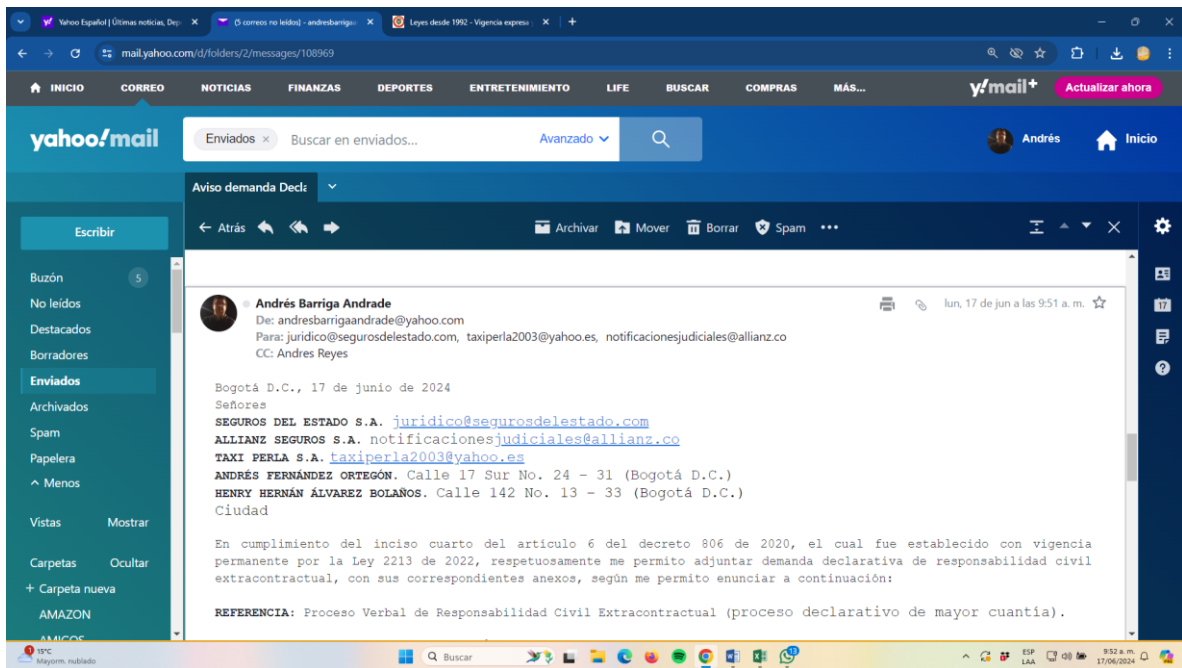 Yahoo Español | Últimas noticias, Dep
(5 correos no leídos) - andresbarriga
Leyes desde 1992 - Vigencia expresa
mail.yahoo.com/d/folders/2/messages/108969
INICIO CORREO NOTICIAS FINANZAS DEPORTES ENTRETENIMIENTO LIFE BUSCAR COMPRAS MÁS... y!mail+ Actualizar ahora
yahoo!mail Enviados × Buscar en enviados... Avanzado Andrés Inicio
Aviso demanda Decla
Escribir
Atrás Archivar Mover Borrar Spam
Buzón 5
No leídos
Destacados
Borradores
Enviados
Archivados
Spam
Papelera
Menos
Vistas Mostrar
Carpetas Ocultar
+ Carpeta nueva
AMAZON
AMIGOS
Andrés Barriga Andrade lun, 17 de jun a las 9:51 a. m.
De: andresbarrigaandrade@yahoo.com
Para: juridico@segurosdelestado.com, taxiperla2003@yahoo.es, notificacionesjudiciales@allianz.co
CC: Andres Reyes
Bogotá D.C., 17 de junio de 2024
Señores
SEGUROS DEL ESTADO S.A. juridico@segurosdelestado.com
ALLIANZ SEGUROS S.A. notificacionesjudiciales@allianz.co
TAXI PERLA S.A. taxiperla2003@yahoo.es
ANDRÉS FERNÁNDEZ ORTEGÓN. Calle 17 Sur No. 24 – 31 (Bogotá D.C.)
HENRY HERNÁN ÁLVAREZ BOLAÑOS. Calle 142 No. 13 – 33 (Bogotá D.C.)
Ciudad
En cumplimiento del inciso cuarto del artículo 6 del decreto 806 de 2020, el cual fue establecido con vigencia
permanente por la Ley 2213 de 2022, respetuosamente me permito adjuntar demanda declarativa de responsabilidad civil
extracontractual, con sus correspondientes anexos, según me permito enunciar a continuación:
REFERENCIA: Proceso Verbal de Responsabilidad Civil Extracontractual (proceso declarativo de mayor cuantía).
17
1
15°C
Mayorm. nublado
Buscar
ESP
LAA
9:52 a. m.
17/06/2024